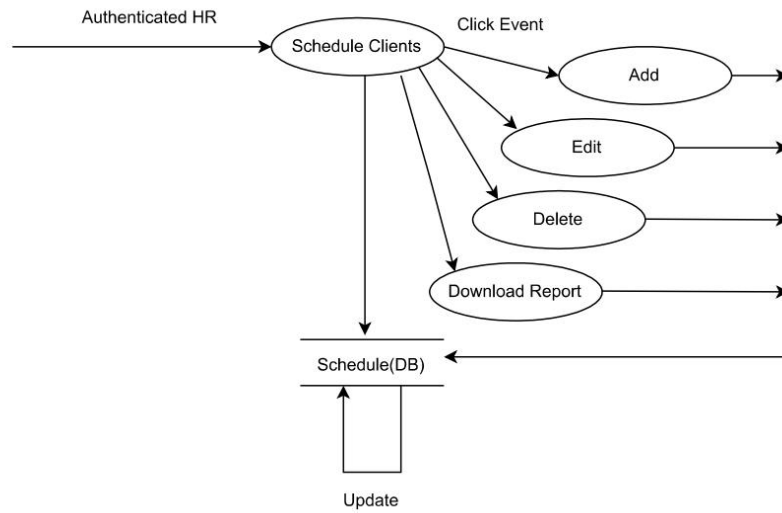 Authenticated HR
Click Event
Schedule Clients
Add
Edit
Delete
Download Report
Schedule(DB)
Update